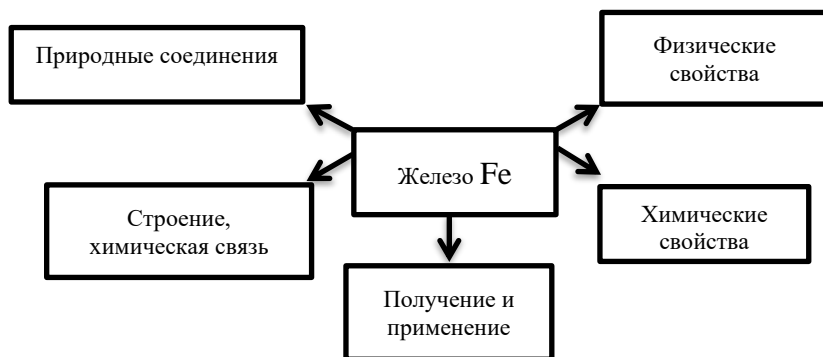 Природные соединения
Физические
свойства
Железо Fe
Строение,
химическая связь
Химические
свойства
Получение и
применение